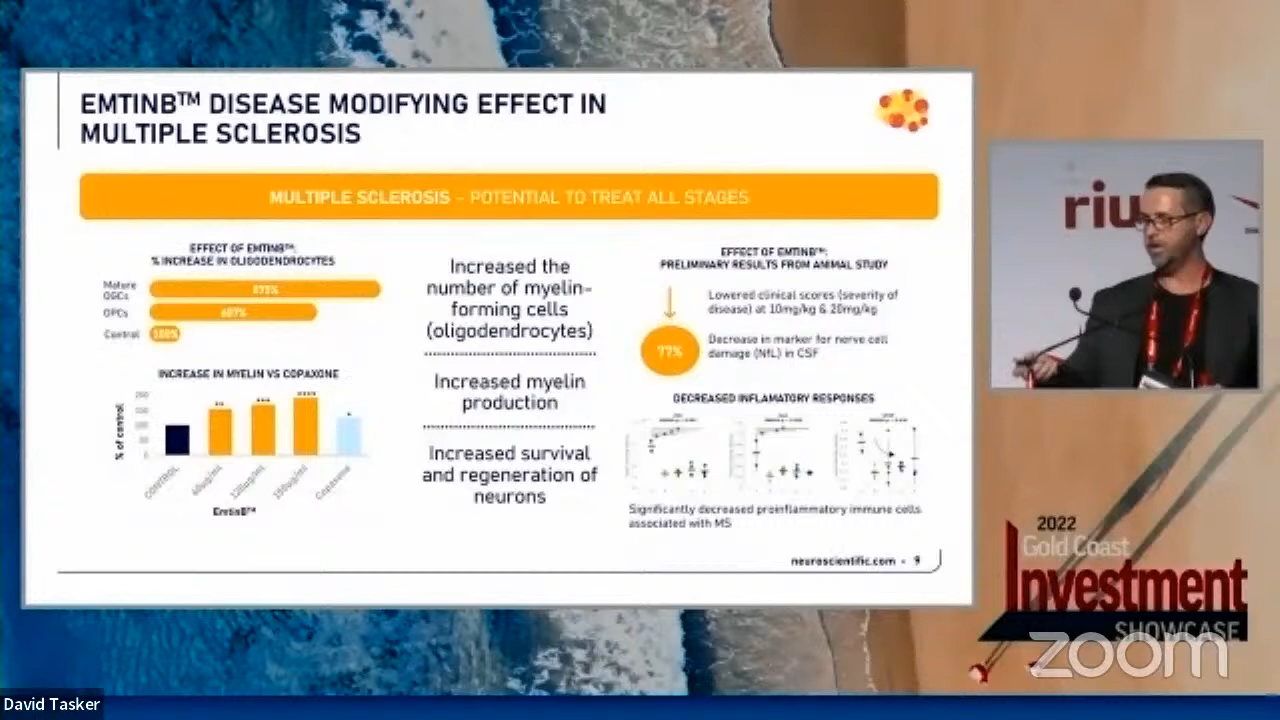 EMTINB™ DISEASE MODIFYING EFFECT IN
MULTIPLE SCLEROSIS
MULTIPLE SCLEROSIS – POTENTIAL TO TREAT ALL STAGES
EFFECT OF EMTINB™:
% INCREASE IN OLIGODENDROCYTES
Mature
OGCs
OPCs
Control
100%
INCREASE IN MYELIN VS COPAXONE
% of control
CONTROL
Copaxone
EmtinB™
Increased the
number of myelin-
forming cells
(oligodendrocytes)
Increased myelin
production
Increased survival
and regeneration of
neurons
EFFECT OF EMTINB™:
PRELIMINARY RESULTS FROM ANIMAL STUDY
Lowered clinical scores (severity of
disease) at 10mg/kg & 20mg/kg
77%
Decrease in marker for nerve cell
damage (NfL) in CSF
DECREASED INFLAMATORY RESPONSES
Significantly decreased proinflammatory immune cells
associated with MS
neuroscientific.com - 9
riu
2022
Gold Coast
Investment
SHOWCASE
zoom
David Tasker